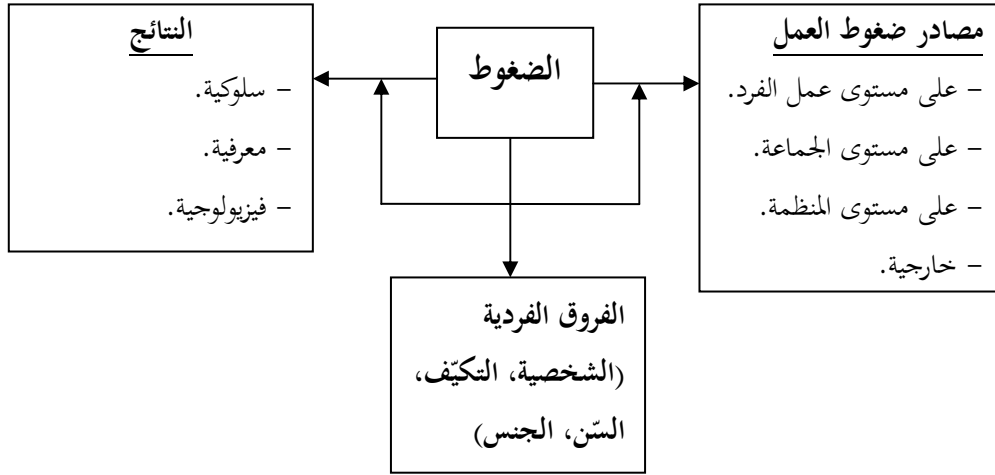 مصادر ضغوط العمل
– على مستوى عمل الفرد.
– على مستوى الجماعة.
– على مستوى المنظمة.
– خارجية.
الضغوط
النتائج
– سلوكية.
– معرفية.
– فيزيولوجية.
الفروق الفردية
(الشخصية، التكيّف،
السّن، الجنس)